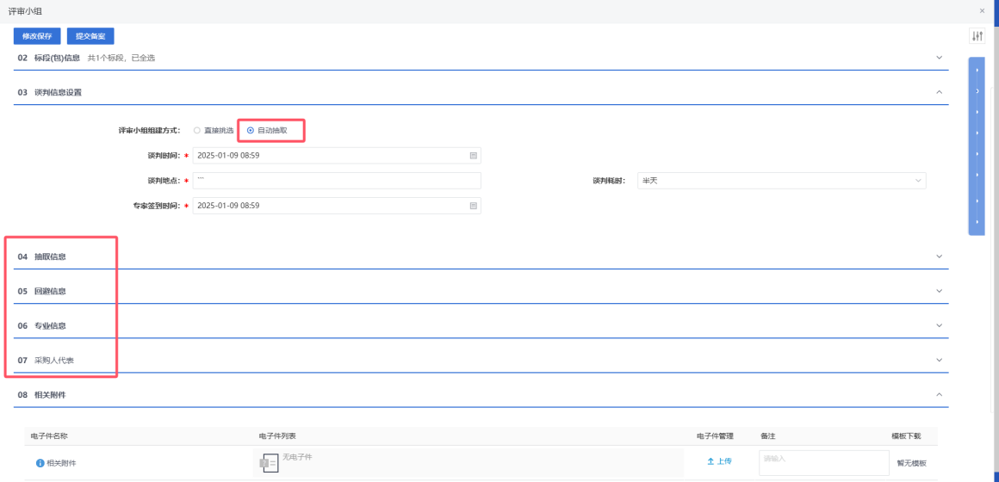 评审小组
修改保存 提交备案
02 标段(包)信息 共1个标段，已全选
03 谈判信息设置
评审小组组建方式： 直接挑选 自动抽取
谈判时间： * 2025-01-09 08:59
谈判地点： * ... 谈判耗时： 半天
专家签到时间： * 2025-01-09 08:59
04 抽取信息
05 回避信息
06 专业信息
07 采购人代表
08 相关附件
电子件名称 电子件列表 电子件管理 备注 模板下载
相关附件 无电子件 上传 请输入 暂无模板